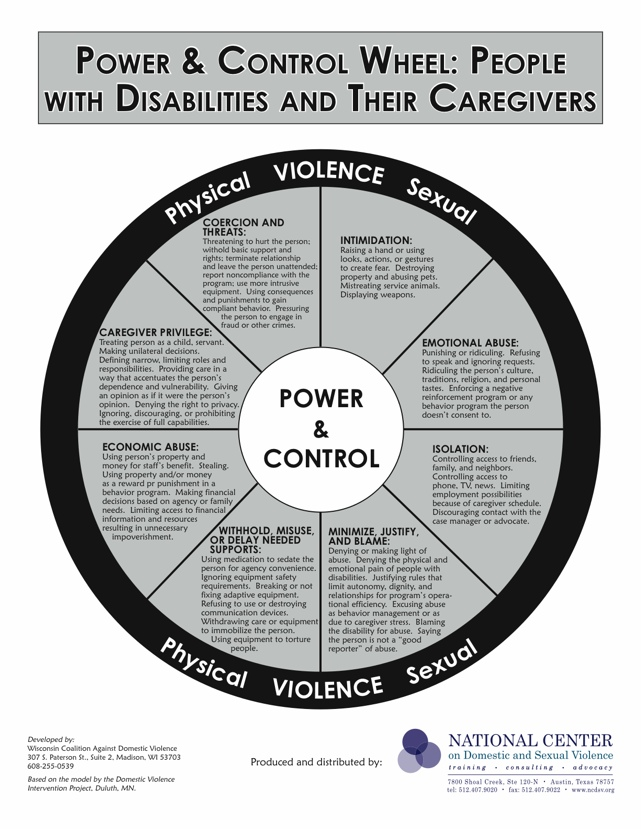 POWER & CONTROL WHEEL: PEOPLE
WITH DISABILITIES AND THEIR CAREGIVERS
Physical VIOLENCE Sexual
COERCION AND
THREATS:
Threatening to hurt the person;
withold basic support and
rights; terminate relationship
and leave the person unattended;
report noncompliance with the
program; use more intrusive
equipment. Using consequences
and punishments to gain
compliant behavior. Pressuring
the person to engage in
fraud or other crimes.
INTIMIDATION:
Raising a hand or using
looks, actions, or gestures
to create fear. Destroying
property and abusing pets.
Mistreating service animals.
Displaying weapons.
CAREGIVER PRIVILEGE:
Treating person as a child, servant.
Making unilateral decisions.
Defining narrow, limiting roles and
responsibilities. Providing care in a
way that accentuates the person's
dependence and vulnerability. Giving
an opinion as if it were the person's
opinion. Denying the right to privacy.
Ignoring, discouraging, or prohibiting
the exercise of full capabilities.
EMOTIONAL ABUSE:
Punishing or ridiculing. Refusing
to speak and ignoring requests.
Ridiculing the person's culture,
traditions, religion, and personal
tastes. Enforcing a negative
reinforcement program or any
behavior program the person
doesn't consent to.
POWER
&
CONTROL
ECONOMIC ABUSE:
Using person's property and
money for staff's benefit. Stealing.
Using property and/or money
as a reward pr punishment in a
behavior program. Making financial
decisions based on agency or family
needs. Limiting access to financial
information and resources
resulting in unnecessary
impoverishment.
ISOLATION:
Controlling access to friends,
family, and neighbors.
Controlling access to
phone, TV, news. Limiting
employment possibilities
because of caregiver schedule.
Discouraging contact with the
case manager or advocate.
WITHHOLD, MISUSE,
OR DELAY NEEDED
SUPPORTS:
Using medication to sedate the
person for agency convenience.
Ignoring equipment safety
requirements. Breaking or not
fixing adaptive equipment.
Refusing to use or destroying
communication devices.
Withdrawing care or equipment
to immobilize the person.
Using equipment to torture
people.
MINIMIZE, JUSTIFY,
AND BLAME:
Denying or making light of
abuse. Denying the physical and
emotional pain of people with
disabilities. Justifying rules that
limit autonomy, dignity, and
relationships for program's opera-
tional efficiency. Excusing abuse
as behavior management or as
due to caregiver stress. Blaming
the disability for abuse. Saying
the person is not a "good
reporter" of abuse.
Physical VIOLENCE Sexual
Developed by:
Wisconsin Coalition Against Domestic Violence
307 S. Paterson St., Suite 2, Madison, WI 53703
608-255-0539
Based on the model by the Domestic Violence
Intervention Project, Duluth, MN.
Produced and distributed by:
NATIONAL CENTER
on Domestic and Sexual Violence
training · consulting · advocacy
7800 Shoal Creek, Ste 120-N • Austin, Texas 78757
tel: 512.407.9020 • fax: 512.407.9022 • www.ncdsv.org